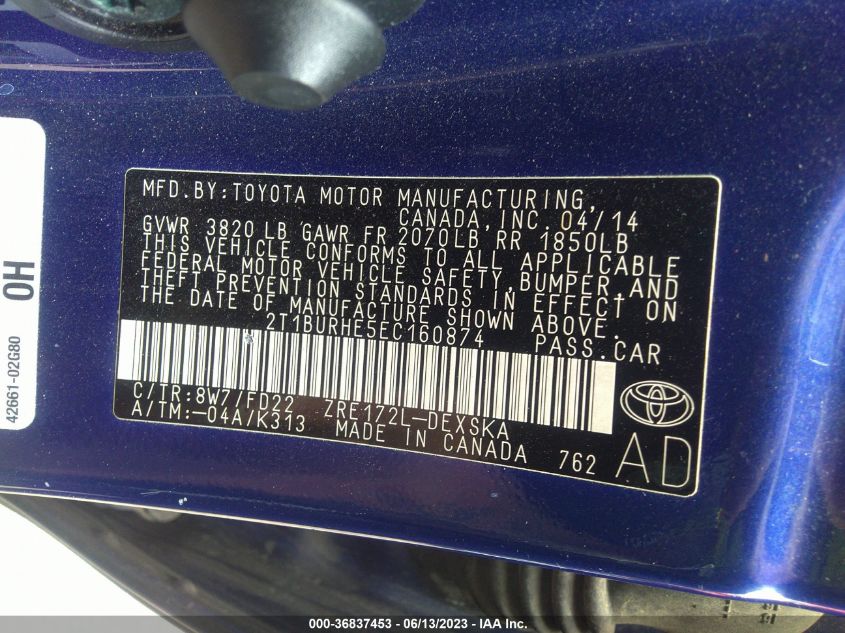 MFD.BY:TOYOTA MOTOR MANUFACTURING,
CANADA,INC. 04/14
GVWR 3820 LB GAWR FR 2070LB RR 1850LB
THIS VEHICLE CONFORMS TO ALL APPLICABLE
FEDERAL MOTOR VEHICLE SAFETY,BUMPER,AND
THEFT PREVENTION STANDARDS IN EFFECT ON
THE DATE OF MANUFACTURE SHOWN ABOVE.
2T1BURHE5EC160874 PASS.CAR
C/TR:8W7/FD22 ZRE172L-DEXSKA
A/TM:-04A/K313 MADE IN CANADA 762
AD
42661-02G80 OH
000-36837453 - 06/13/2023 - IAA Inc.